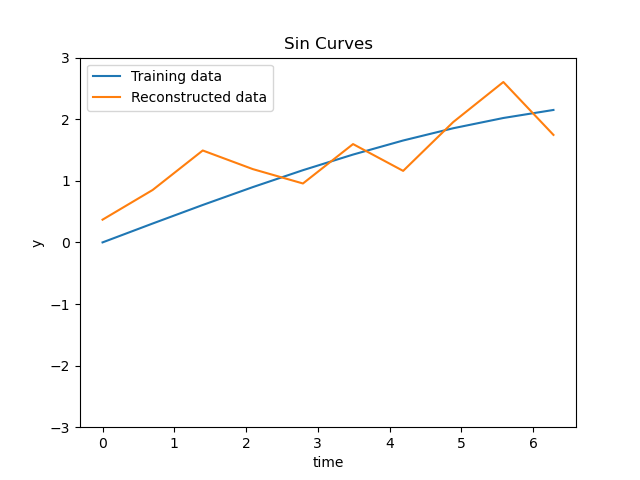 Sin Curves
Training data
Reconstructed data
3
2
1
0
−1
−2
−3
y
0 1 2 3 4 5 6
time